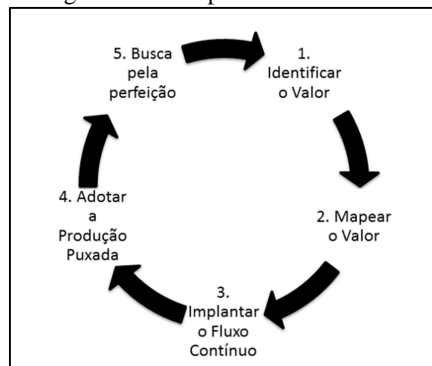 5. Busca
pela
perfeição
1.
Identificar
o Valor
2. Mapear
o Valor
3.
Implantar
o Fluxo
Contínuo
4. Adotar
a
Produção
Puxada